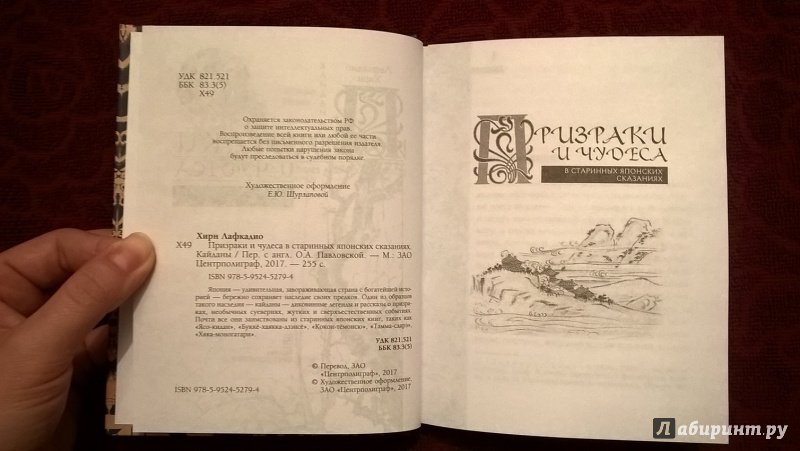 УДК 821.521
ББК 83.3(5)
Х49
Охраняется законодательством РФ
о защите интеллектуальных прав.
Воспроизведение всей книги или любой ее части
воспрещается без письменного разрешения издателя.
Любые попытки нарушения закона
будут преследоваться в судебном порядке.
Художественное оформление
Е.Ю. Шурлаповой
Хирн Лафкадио
Х49 Призраки и чудеса в старинных японских сказаниях.
Кайданы / Пер. с англ. О.А. Павловской. — М.: ЗАО
Центрполиграф, 2017. — 255 с.
ISBN 978-5-9524-5279-4
Япония — удивительная, завораживающая страна с богатейшей исто-
рией — бережно сохраняет наследие своих предков. Один из образцов
такого наследия — кайданы — диковинные легенды и рассказы о призра-
ках, необычных суевериях, жутких и сверхъестественных событиях.
Почти все они заимствованы из старинных японских книг, таких как
«Ясо-кидан», «Буккё-хякка-дзэнсё», «Кокон-тёмонсю», «Тамма-сударэ»,
«Хяка-моногатари».
УДК 821.521
ББК 83.3(5)
© Перевод, ЗАО
«Центрполиграф», 2017
© Художественное оформление,
ЗАО «Центрполиграф», 2017
ISBN 978-5-9524-5279-4
ПРИЗРАКИ
И ЧУДЕСА
В СТАРИННЫХ ЯПОНСКИХ
СКАЗАНИЯХ
Лабиринт.ру